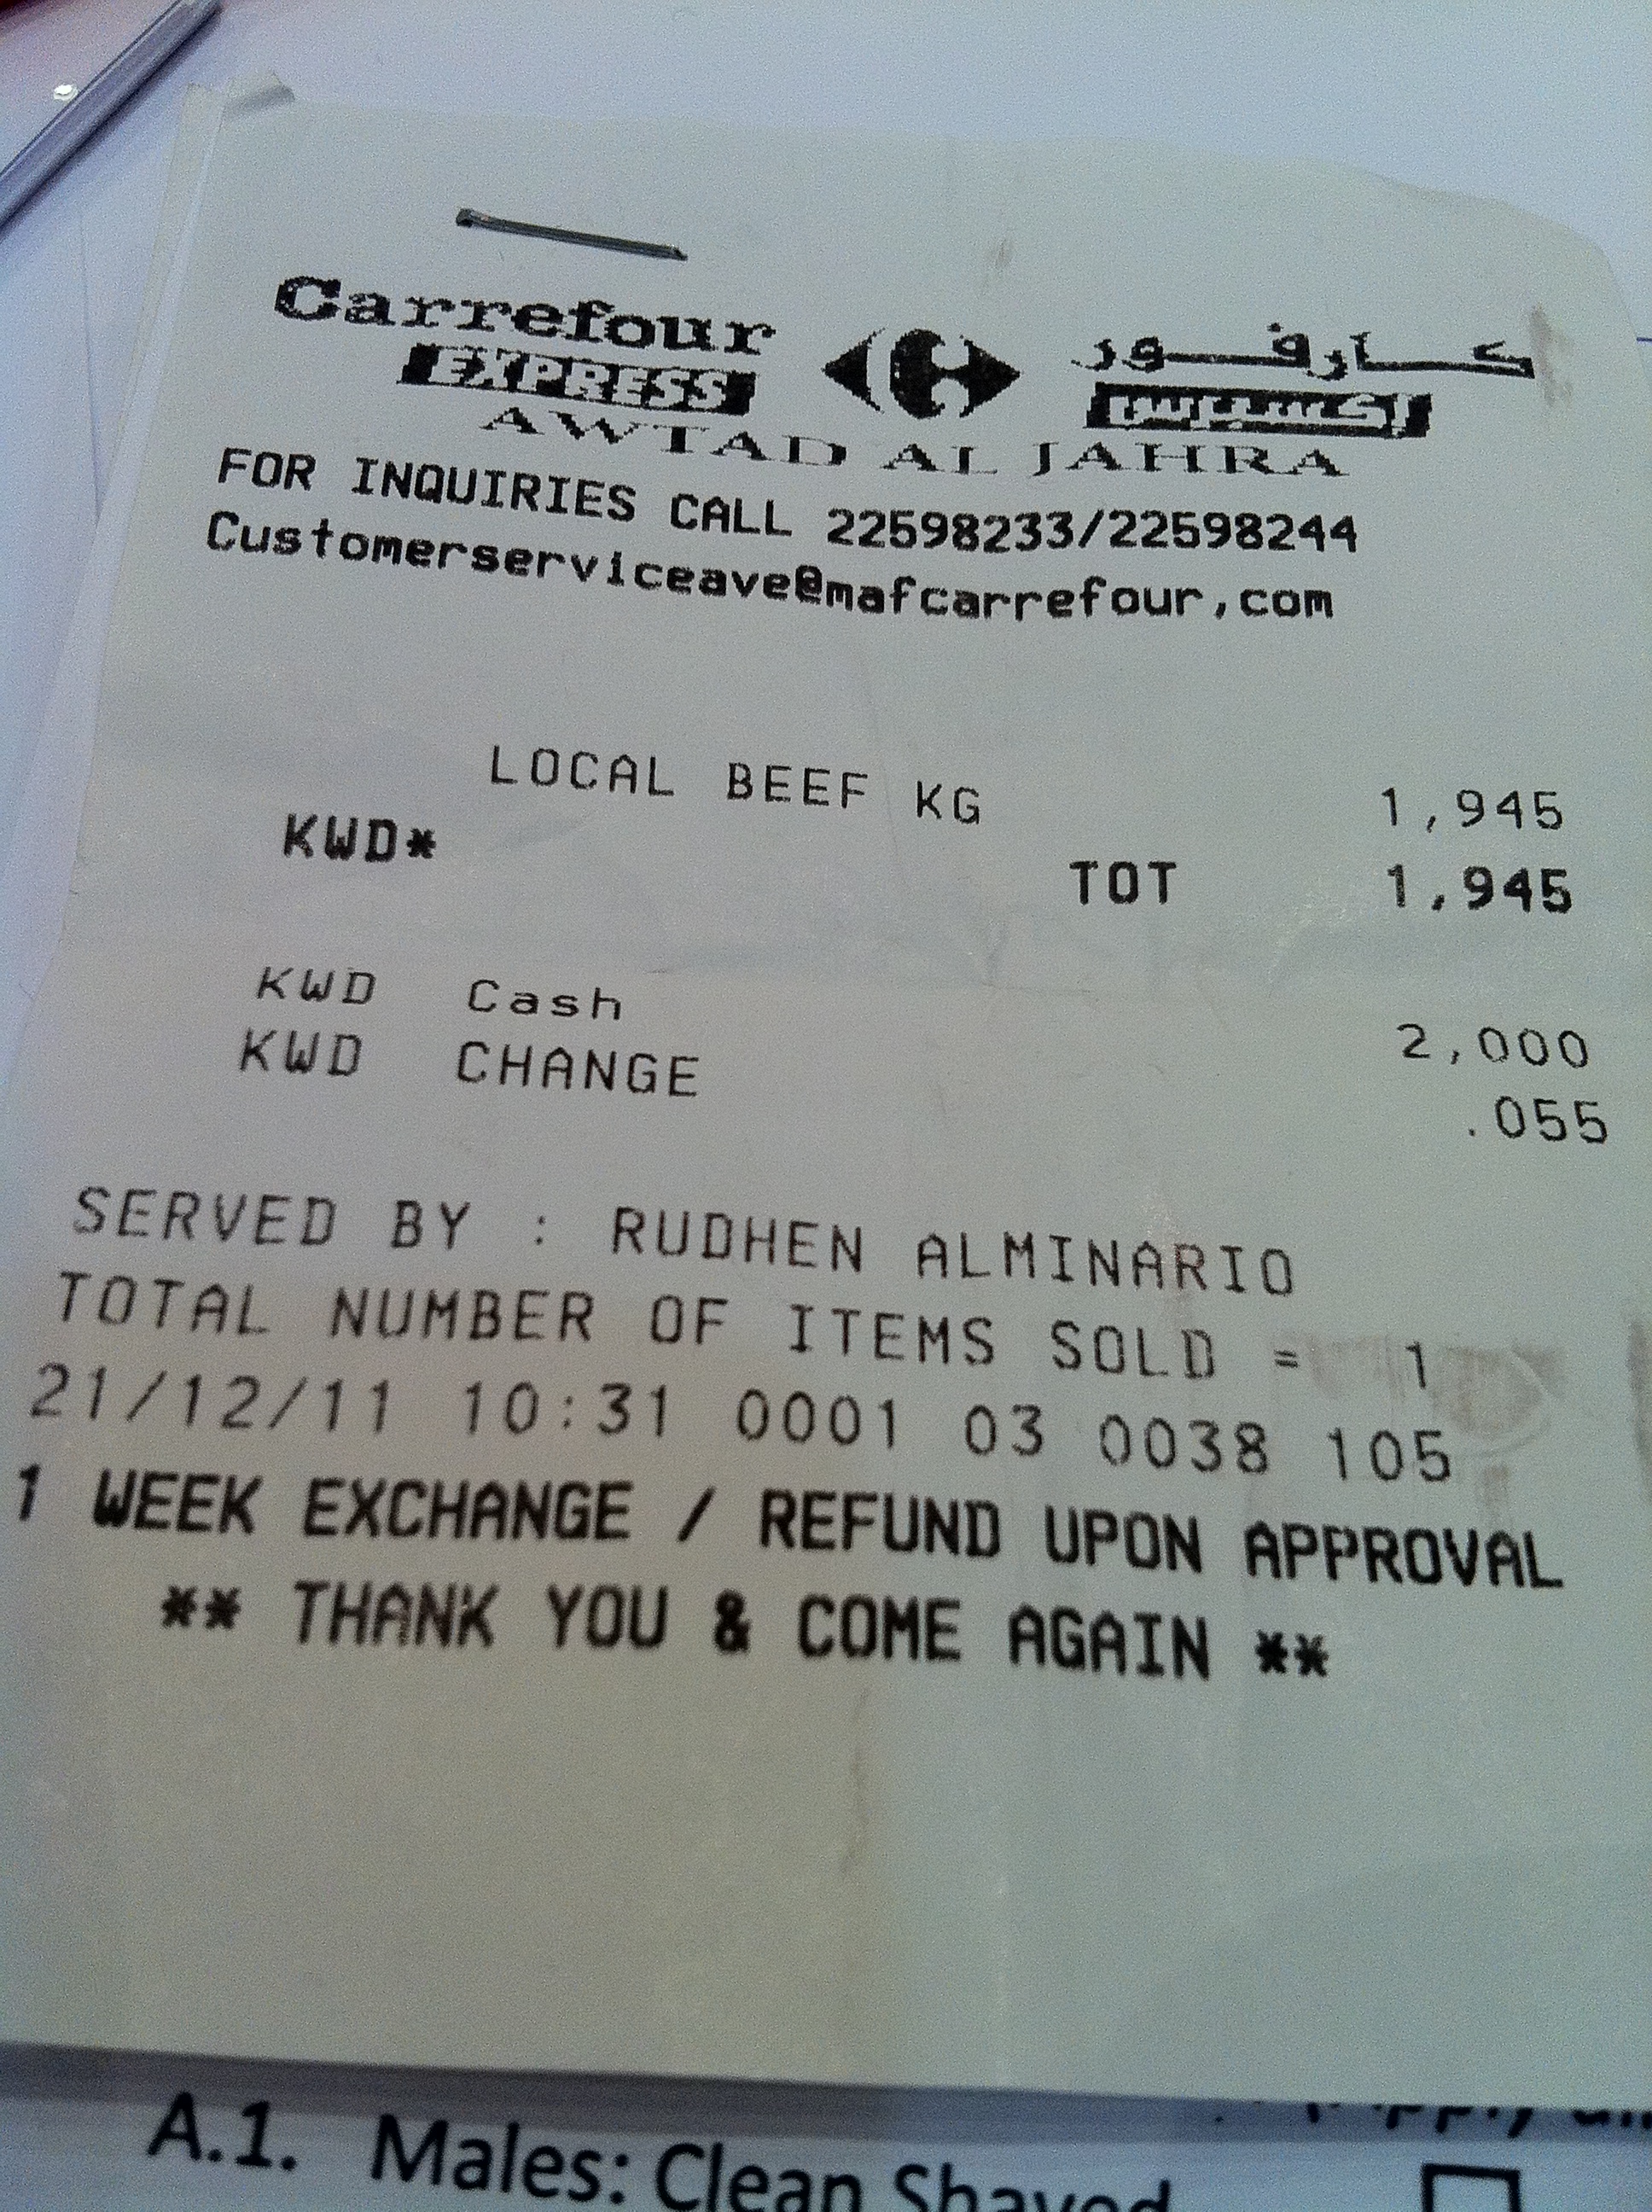 Carrefour كارفور
EXPRESS إكسبرس
AWTAD AL JAHRA
FOR INQUIRIES CALL 22598233/22598244
Customerserviceave@mafcarrefour,com
LOCAL BEEF KG 1,945
KWD* TOT 1,945
KWD Cash 2,000
KWD CHANGE .055
SERVED BY : RUDHEN ALMINARIO
TOTAL NUMBER OF ITEMS SOLD = 1
21/12/11 10:31 0001 03 0038 105
1 WEEK EXCHANGE / REFUND UPON APPROVAL
** THANK YOU & COME AGAIN **
A.1. Males: Clean Shaved